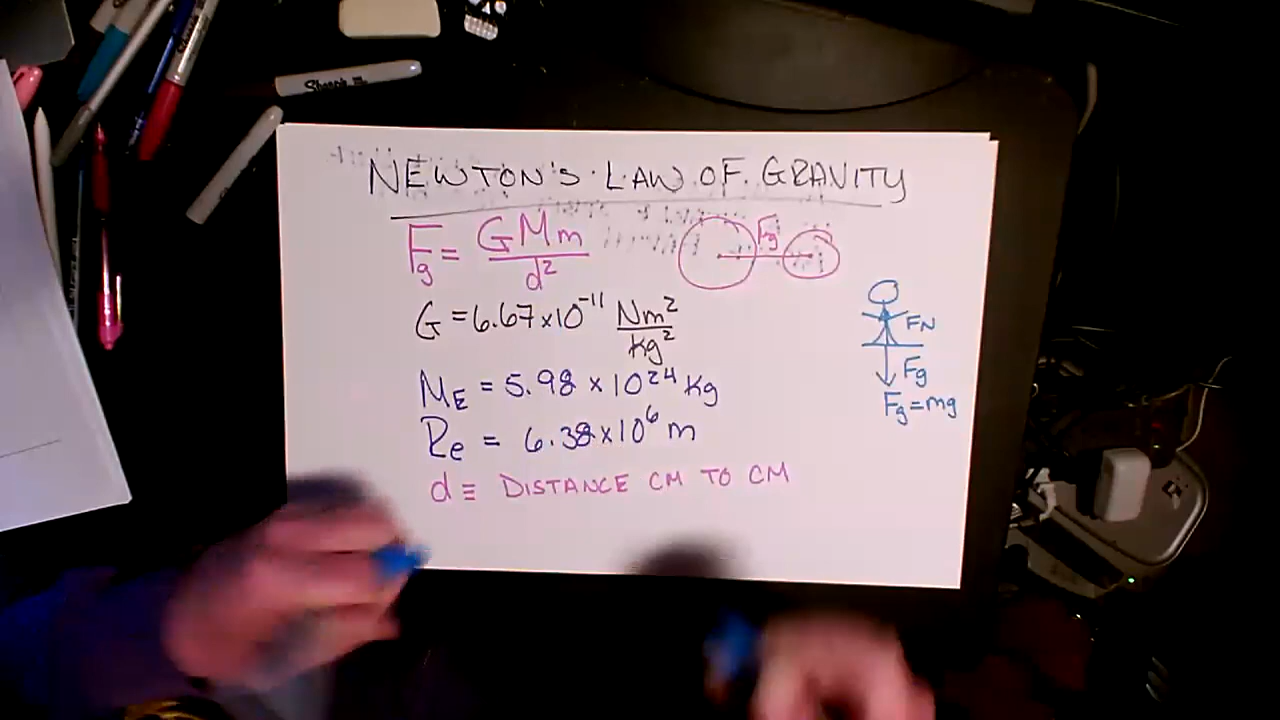 Sharpie
NEWTON'S LAW OF GRAVITY
Fg = GMm/d²
Fg
G = 6.67 x 10⁻¹¹ Nm²/kg²
ME = 5.98 x 10²⁴ Kg
Re = 6.38 x 10⁶ m
d ≡ DISTANCE CM TO CM
FN
Fg
Fg = mg